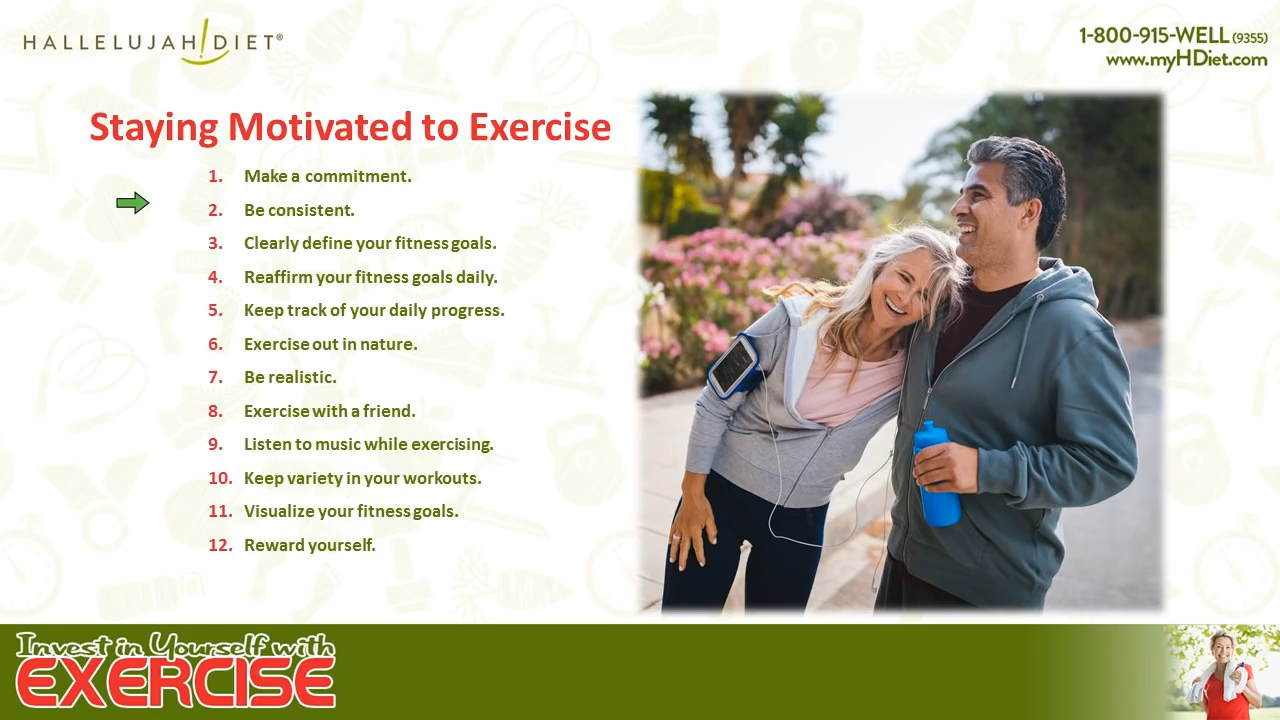 HALLELUJAH!DIET®
1-800-915-WELL (9355)
www.myHDiet.com
Staying Motivated to Exercise
1. Make a commitment.
2. Be consistent.
3. Clearly define your fitness goals.
4. Reaffirm your fitness goals daily.
5. Keep track of your daily progress.
6. Exercise out in nature.
7. Be realistic.
8. Exercise with a friend.
9. Listen to music while exercising.
10. Keep variety in your workouts.
11. Visualize your fitness goals.
12. Reward yourself.
Invest in Yourself with
EXERCISE